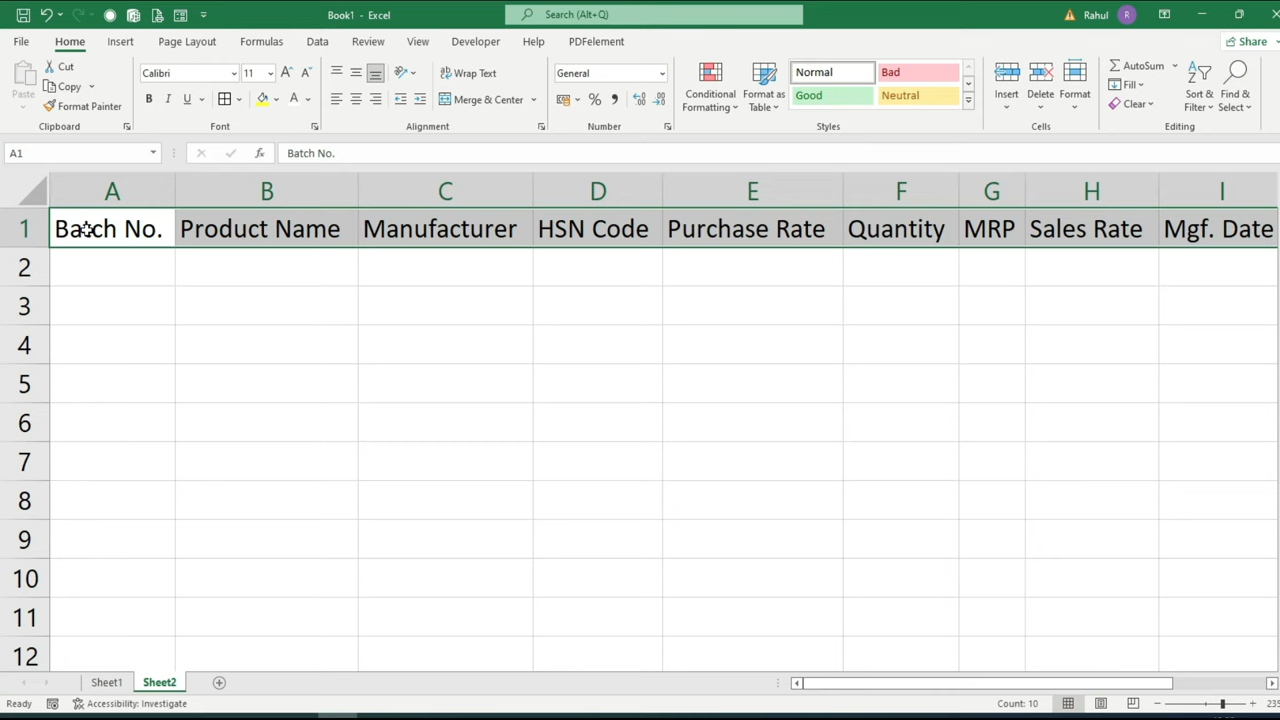 Book1 - Excel
Search (Alt+Q)
Rahul
R
File Home Insert Page Layout Formulas Data Review View Developer Help PDFelement
Share
Paste
Cut
Copy
Format Painter
Clipboard
Calibri 11
B I U
Font
Wrap Text
Merge & Center
Alignment
General
Number
Conditional Formatting
Format as Table
Normal Bad
Good Neutral
Styles
Insert Delete Format
Cells
AutoSum
Fill
Clear
Sort & Filter
Find & Select
Editing
A1 fx Batch No.
A B C D E F G H I
1 Batch No. Product Name Manufacturer HSN Code Purchase Rate Quantity MRP Sales Rate Mgf. Date
2
3
4
5
6
7
8
9
10
11
12
Sheet1 Sheet2
Ready Accessibility: Investigate Count: 10